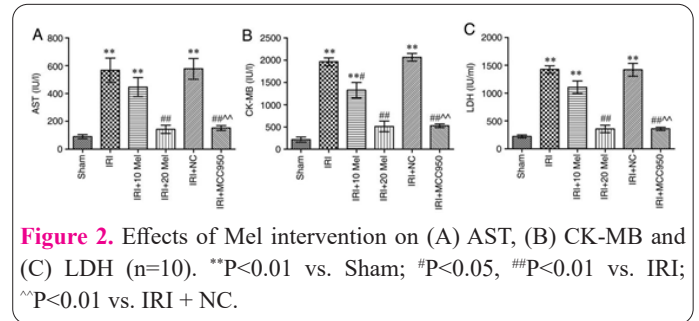 A
B
C
AST (IU/l)
800
600
400
200
0
**
**
##
**
##^^
Sham
IRI
IRI+10 Mel
IRI+20 Mel
IRI+NC
IRI+MCC950
CK-MB (IU/l)
2500
2000
1500
1000
500
0
**
**#
##
**
##^^
Sham
IRI
IRI+10 Mel
IRI+20 Mel
IRI+NC
IRI+MCC950
LDH (IU/ml)
2000
1500
1000
500
0
**
**
##
**
##^^
Sham
IRI
IRI+10 Mel
IRI+20 Mel
IRI+NC
IRI+MCC950
Figure 2. Effects of Mel intervention on (A) AST, (B) CK-MB and
(C) LDH (n=10). **P<0.01 vs. Sham; #P<0.05, ##P<0.01 vs. IRI;
^^P<0.01 vs. IRI + NC.